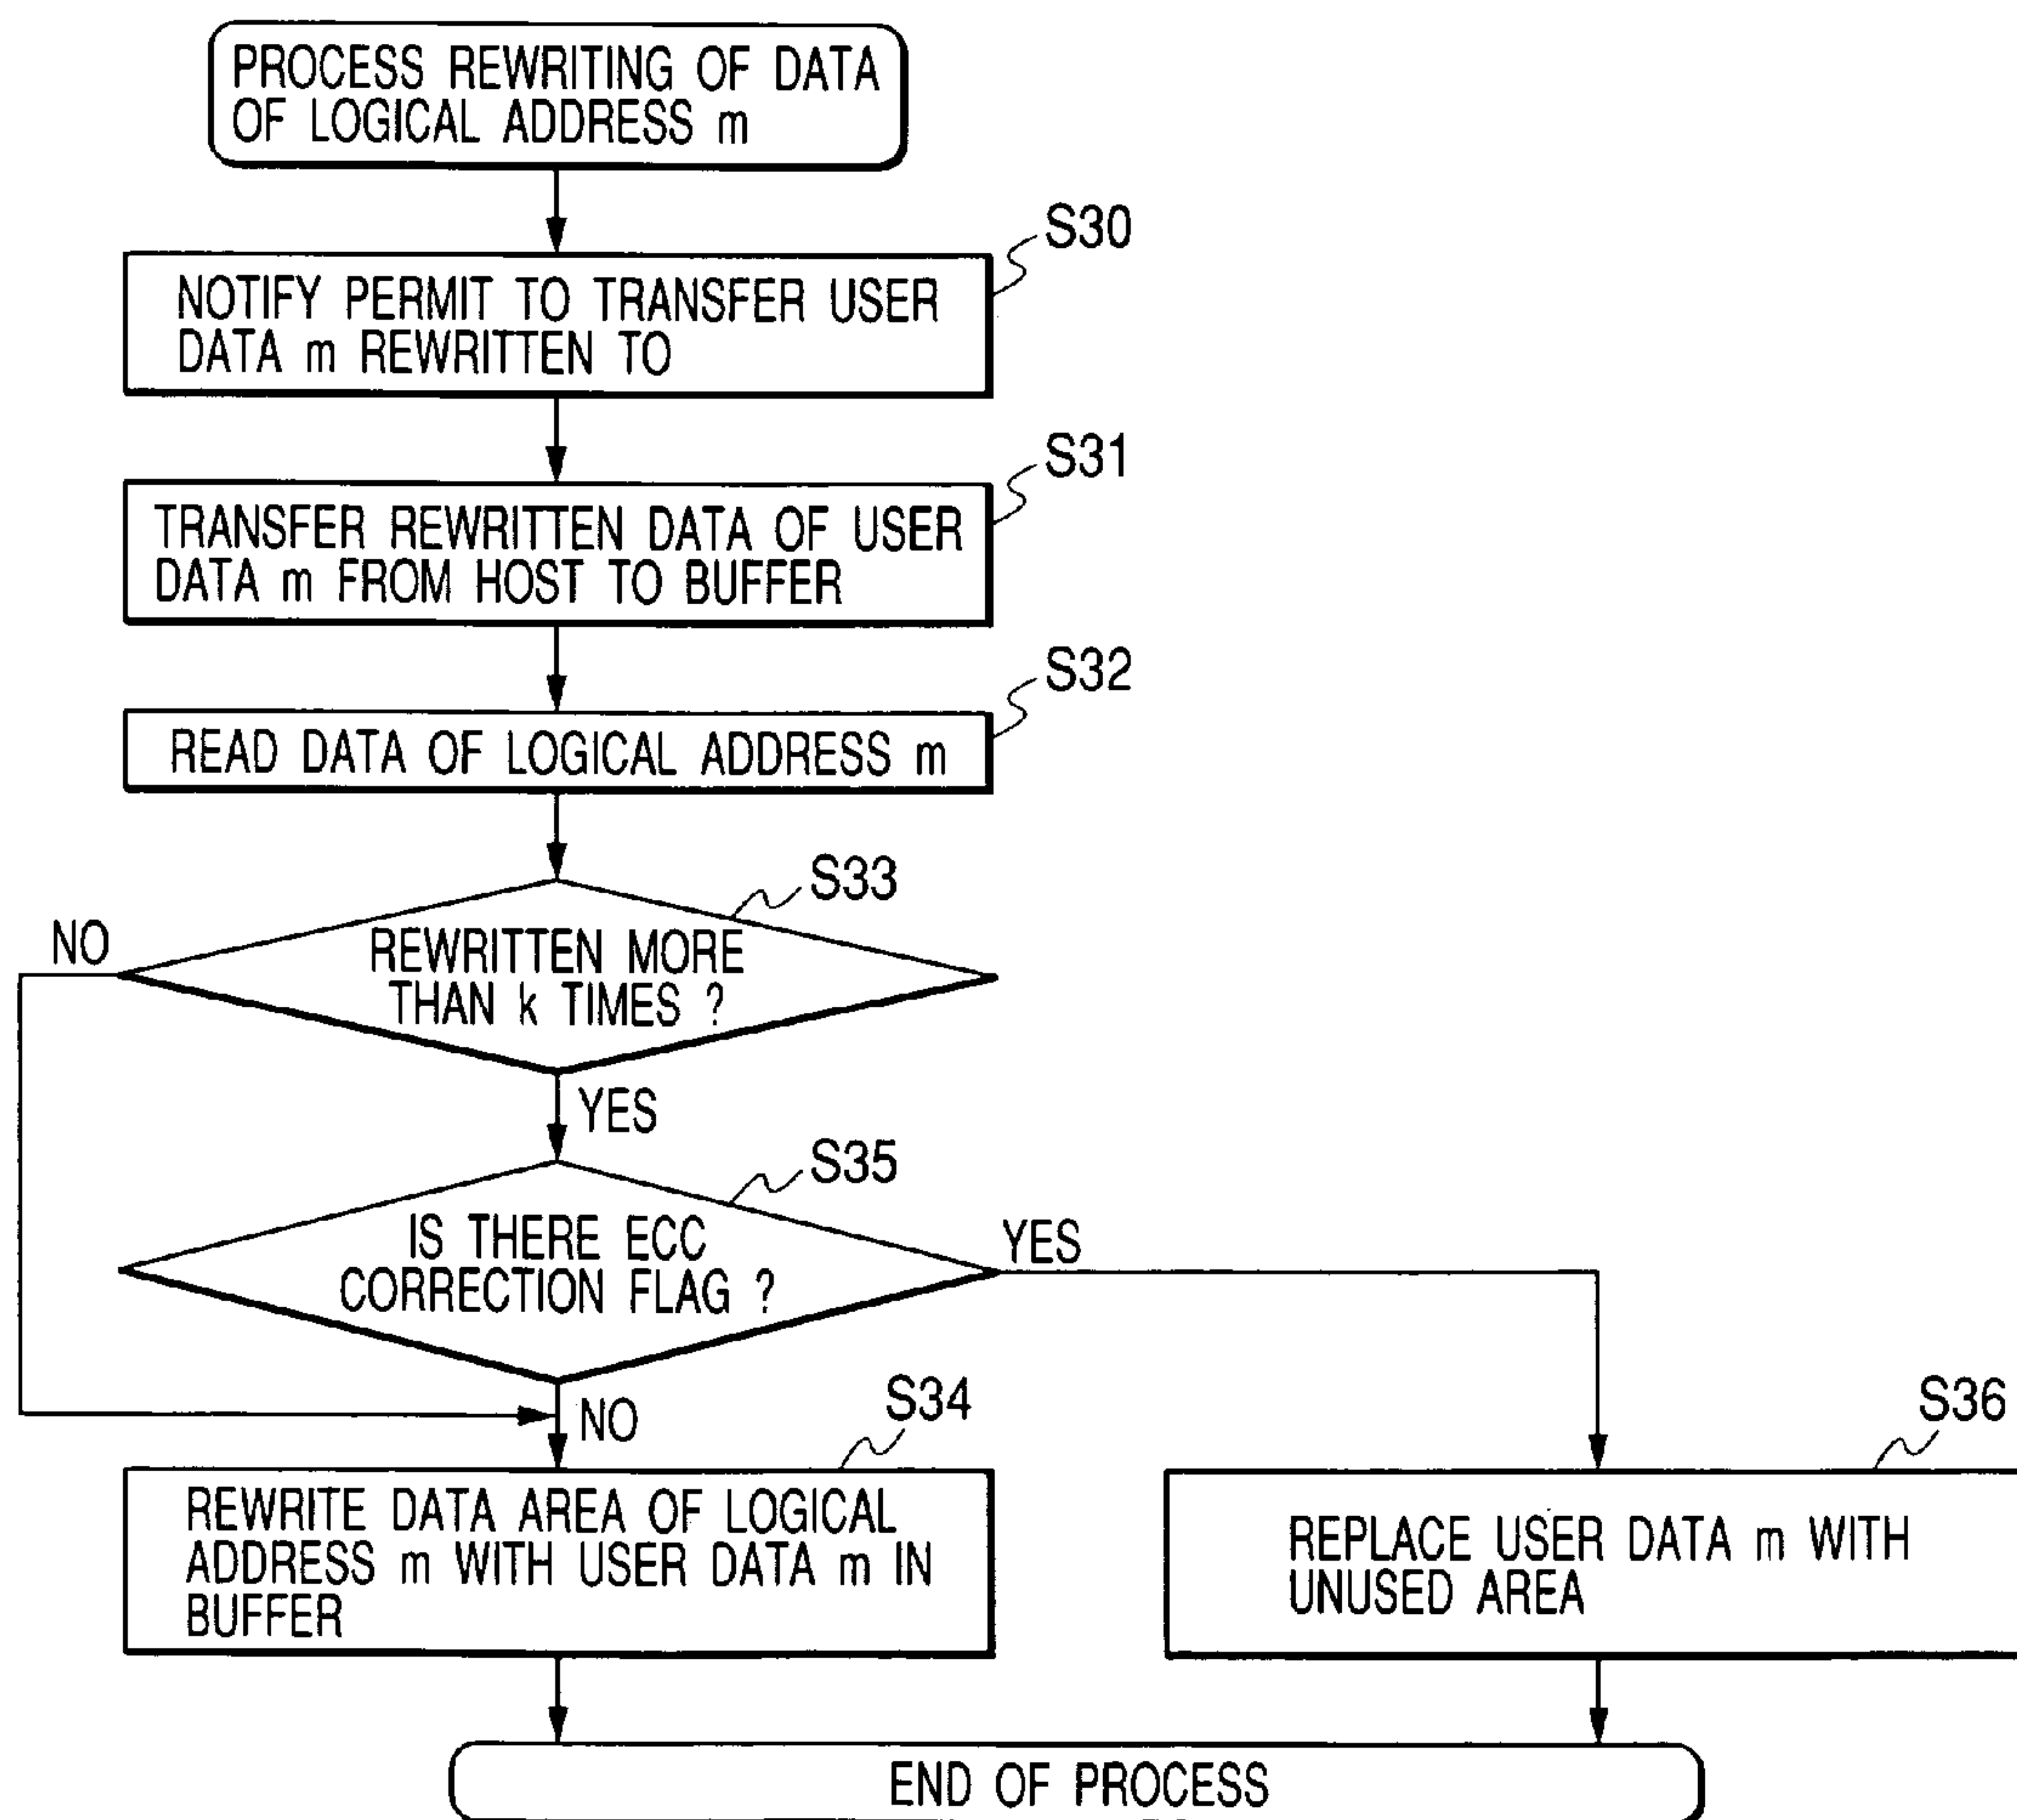 PROCESS REWRITING OF DATA
OF LOGICAL ADDRESS m
S30
NOTIFY PERMIT TO TRANSFER USER
DATA m REWRITTEN TO
S31
TRANSFER REWRITTEN DATA OF USER
DATA m FROM HOST TO BUFFER
S32
READ DATA OF LOGICAL ADDRESS m
S33
NO
REWRITTEN MORE
THAN k TIMES ?
YES
S35
IS THERE ECC
CORRECTION FLAG ?
YES
NO
S34
REWRITE DATA AREA OF LOGICAL
ADDRESS m WITH USER DATA m IN
BUFFER
S36
REPLACE USER DATA m WITH
UNUSED AREA
END OF PROCESS